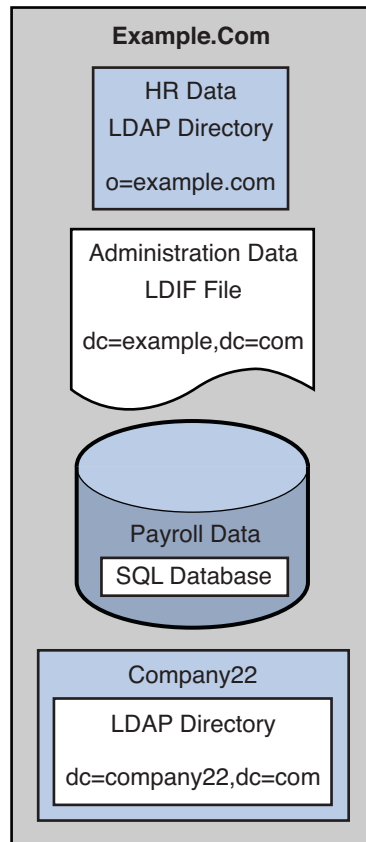 Example.Com
HR Data
LDAP Directory
o=example.com
Administration Data
LDIF File
dc=example,dc=com
Payroll Data
SQL Database
Company22
LDAP Directory
dc=company22,dc=com